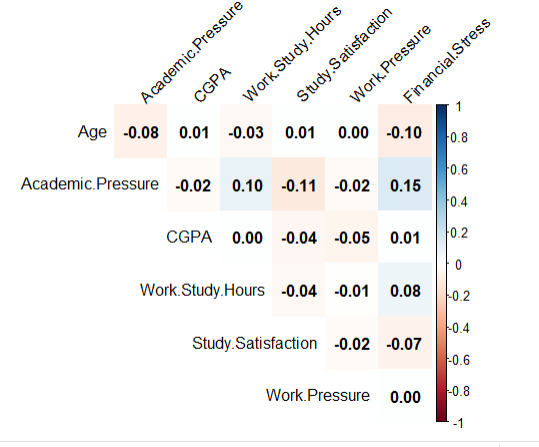 Academic.Pressure CGPA Work.Study.Hours Study.Satisfaction Work.Pressure Financial.Stress
Age -0.08 0.01 -0.03 0.01 0.00 -0.10
Academic.Pressure -0.02 0.10 -0.11 -0.02 0.15
CGPA 0.00 -0.04 -0.05 0.01
Work.Study.Hours -0.04 -0.01 0.08
Study.Satisfaction -0.02 -0.07
Work.Pressure 0.00
1
0.8
0.6
0.4
0.2
0
-0.2
-0.4
-0.6
-0.8
-1